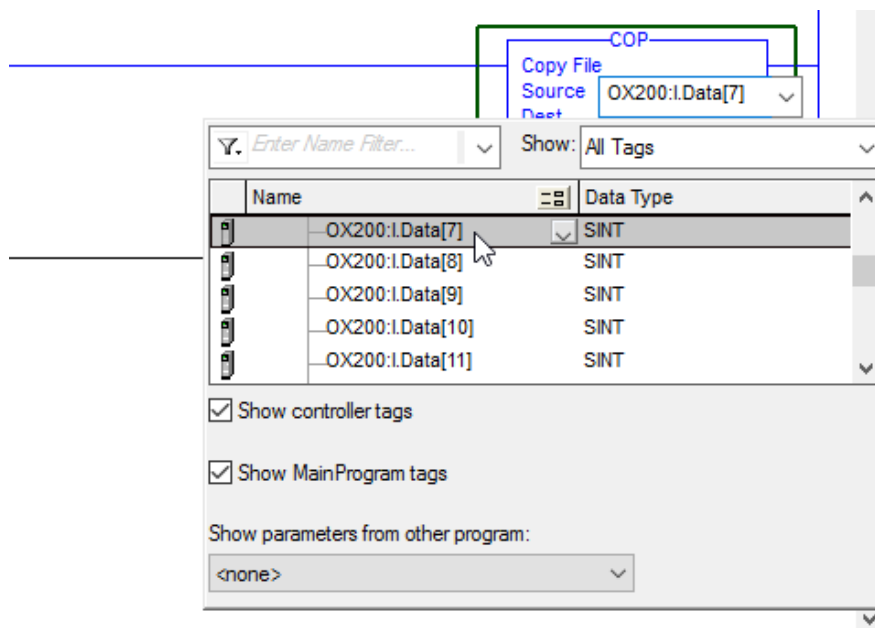 COP
Copy File
Source OX200:I.Data[7]
Dest
Enter Name Filter... Show: All Tags
Name Data Type
OX200:I.Data[7] SINT
OX200:I.Data[8] SINT
OX200:I.Data[9] SINT
OX200:I.Data[10] SINT
OX200:I.Data[11] SINT
Show controller tags
Show MainProgram tags
Show parameters from other program:
<none>